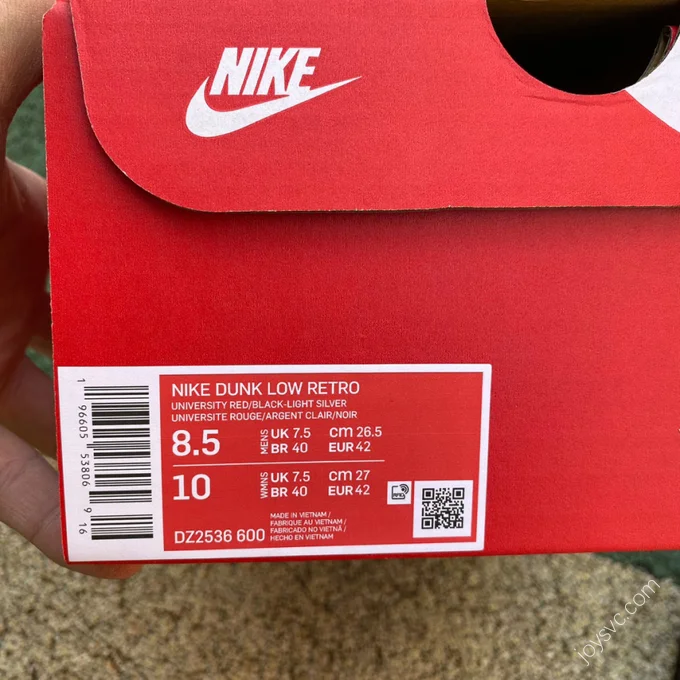 NIKE
NIKE DUNK LOW RETRO
UNIVERSITY RED/BLACK-LIGHT SILVER
UNIVERSITE ROUGE/ARGENT CLAIR/NOIR
8.5 MENS UK 7.5 cm 26.5
BR 40 EUR 42
10 WMNS UK 7.5 cm 27
BR 40 EUR 42
RFID
MADE IN VIETNAM /
FABRIQUE AU VIETNAM /
FABRICADO NO VIETNÃ /
DZ2536 600 HECHO EN VIETNAM
1 96605 53806 9 16
joysvc.com